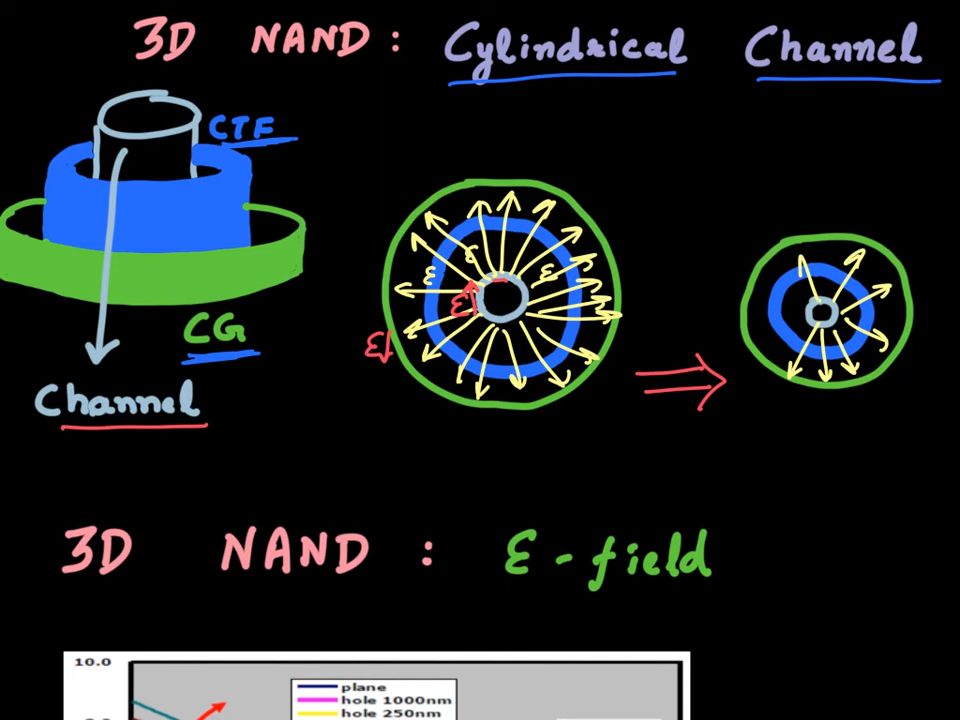 3D NAND: Cylindrical Channel
CTF
CG
Channel
ε
ε
ε
ε↑
ε↓
3D NAND : ε-field
10.0
plane
hole 1000nm
hole 250nm